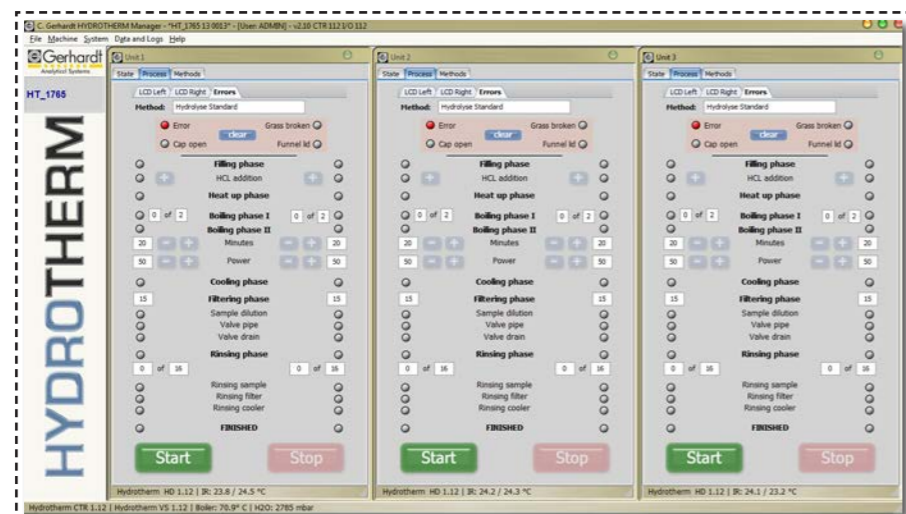 C. Gerhardt HYDROTHERM Manager - *HT_1765 13 0013* - [User ADMIN] - v2.10 CTR 112 I/O 112
File Machine System Data and Logs Help
Gerhardt
Analytical Systems
HT_1765
HYDROTHERM
Unit 1
State Process Methods
LCD Left LCD Right Errors
Method: Hydrolyse Standard
Error Grass broken
clear
Cap open Funnel lid
Filling phase
HCL addition
Heat up phase
0 of 2 Boiling phase I 0 of 2
Boiling phase II
20 Minutes 20
50 Power 50
Cooling phase
15 Filtering phase 15
Sample dilution
Valve pipe
Valve drain
Rinsing phase
0 of 16 0 of 16
Rinsing sample
Rinsing filter
Rinsing cooler
FINISHED
Start Stop
Hydrotherm HD 1.12 | IR: 23.8 / 24.5 °C
Unit 2
State Process Methods
LCD Left LCD Right Errors
Method: Hydrolyse Standard
Error Grass broken
clear
Cap open Funnel lid
Filling phase
HCL addition
Heat up phase
0 of 2 Boiling phase I 0 of 2
Boiling phase II
20 Minutes 20
50 Power 50
Cooling phase
15 Filtering phase 15
Sample dilution
Valve pipe
Valve drain
Rinsing phase
0 of 16 0 of 16
Rinsing sample
Rinsing filter
Rinsing cooler
FINISHED
Start Stop
Hydrotherm HD 1.12 | IR: 24.2 / 24.3 °C
Unit 3
State Process Methods
LCD Left LCD Right Errors
Method: Hydrolyse Standard
Error Grass broken
clear
Cap open Funnel lid
Filling phase
HCL addition
Heat up phase
0 of 2 Boiling phase I 0 of 2
Boiling phase II
20 Minutes 20
50 Power 50
Cooling phase
15 Filtering phase 15
Sample dilution
Valve pipe
Valve drain
Rinsing phase
0 of 16 0 of 16
Rinsing sample
Rinsing filter
Rinsing cooler
FINISHED
Start Stop
Hydrotherm HD 1.12 | IR: 24.1 / 23.2 °C
Hydrotherm CTR 1.12 | Hydrotherm VS 1.12 | Boiler: 70.9° C | H2O: 2785 mbar